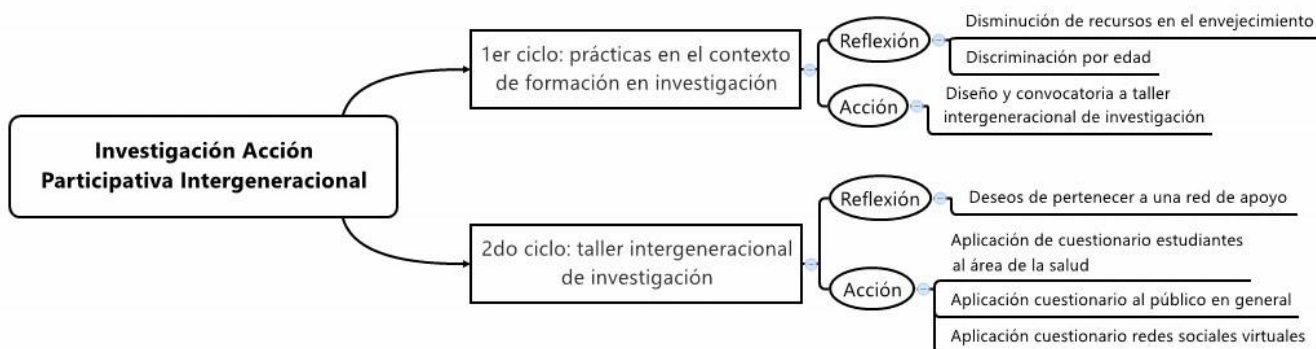 Investigación Acción
Participativa Intergeneracional
1er ciclo: prácticas en el contexto
de formación en investigación
Reflexión
Disminución de recursos en el envejecimiento
Discriminación por edad
Acción
Diseño y convocatoria a taller
intergeneracional de investigación
2do ciclo: taller intergeneracional
de investigación
Reflexión
Deseos de pertenecer a una red de apoyo
Acción
Aplicación de cuestionario estudiantes
al área de la salud
Aplicación cuestionario al público en general
Aplicación cuestionario redes sociales virtuales